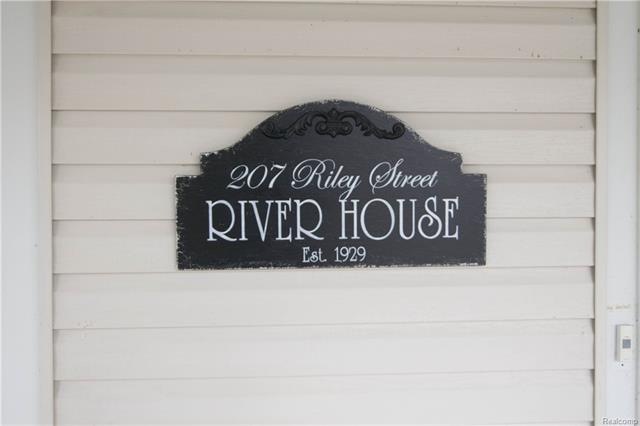 207 Riley Street
RIVER HOUSE
Est. 1929
Realcomp